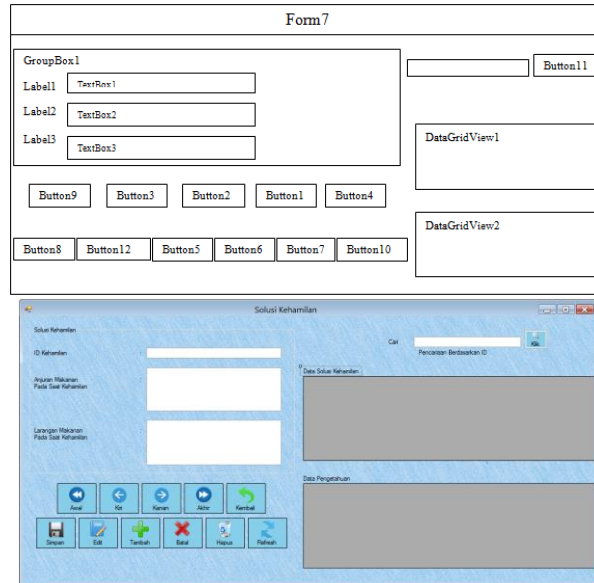 Form7
GroupBox1
Button11
Label1 TextBox1
Label2 TextBox2
Label3 TextBox3
DataGridView1
Button9 Button3 Button2 Button1 Button4
DataGridView2
Button8 Button12 Button5 Button6 Button7 Button10
Solusi Kehamilan
Solusi Kehamilan
Cari
ID Kehamilan :
Pencarian Berdasarkan ID
Data Solusi Kehamilan
Anjuran Makanan :
Pada Saat Kehamilan
Larangan Makanan :
Pada Saat Kehamilan
Data Pengetahuan
Awal Kiri Kanan Akhir Kembali
Simpan Edit Tambah Batal Hapus Refresh